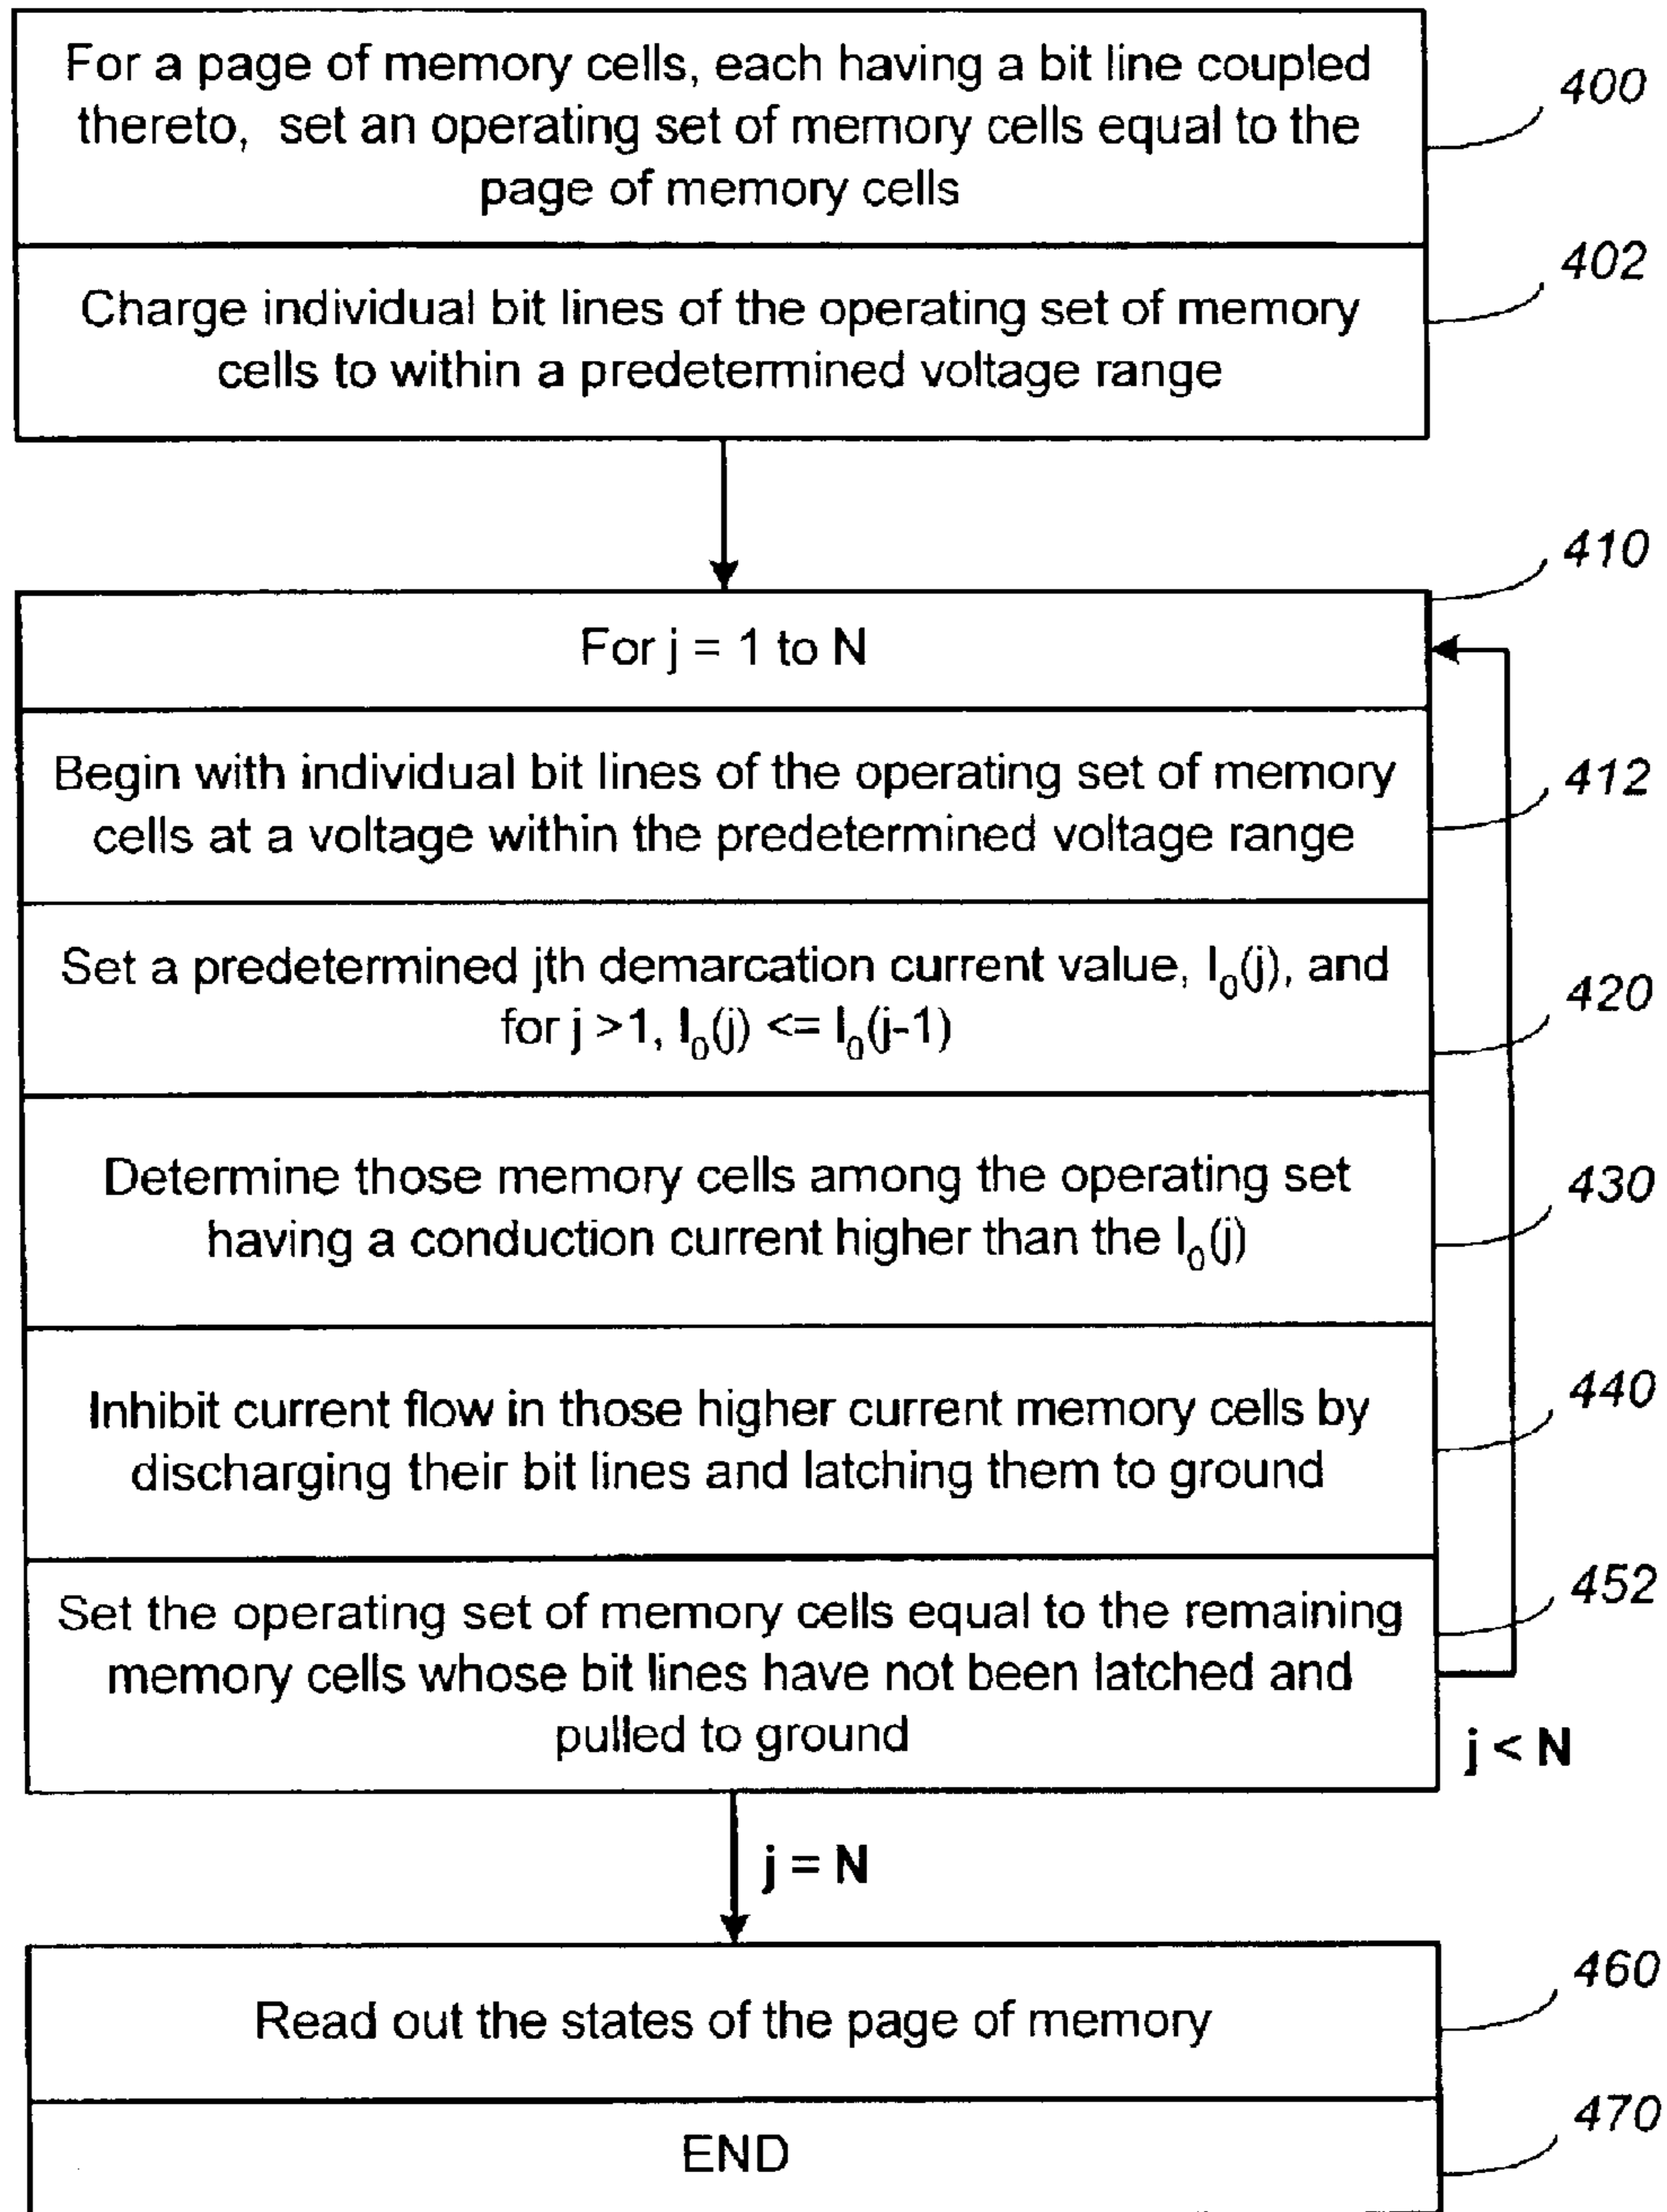 For a page of memory cells, each having a bit line coupled
thereto, set an operating set of memory cells equal to the
page of memory cells
400
Charge individual bit lines of the operating set of memory
cells to within a predetermined voltage range
402
410
For j = 1 to N
Begin with individual bit lines of the operating set of memory
cells at a voltage within the predetermined voltage range
412
Set a predetermined jth demarcation current value, I₀(j), and
for j >1, I₀(j) <= I₀(j-1)
420
Determine those memory cells among the operating set
having a conduction current higher than the I₀(j)
430
Inhibit current flow in those higher current memory cells by
discharging their bit lines and latching them to ground
440
Set the operating set of memory cells equal to the remaining
memory cells whose bit lines have not been latched and
pulled to ground
452
j < N
j = N
Read out the states of the page of memory
460
END
470